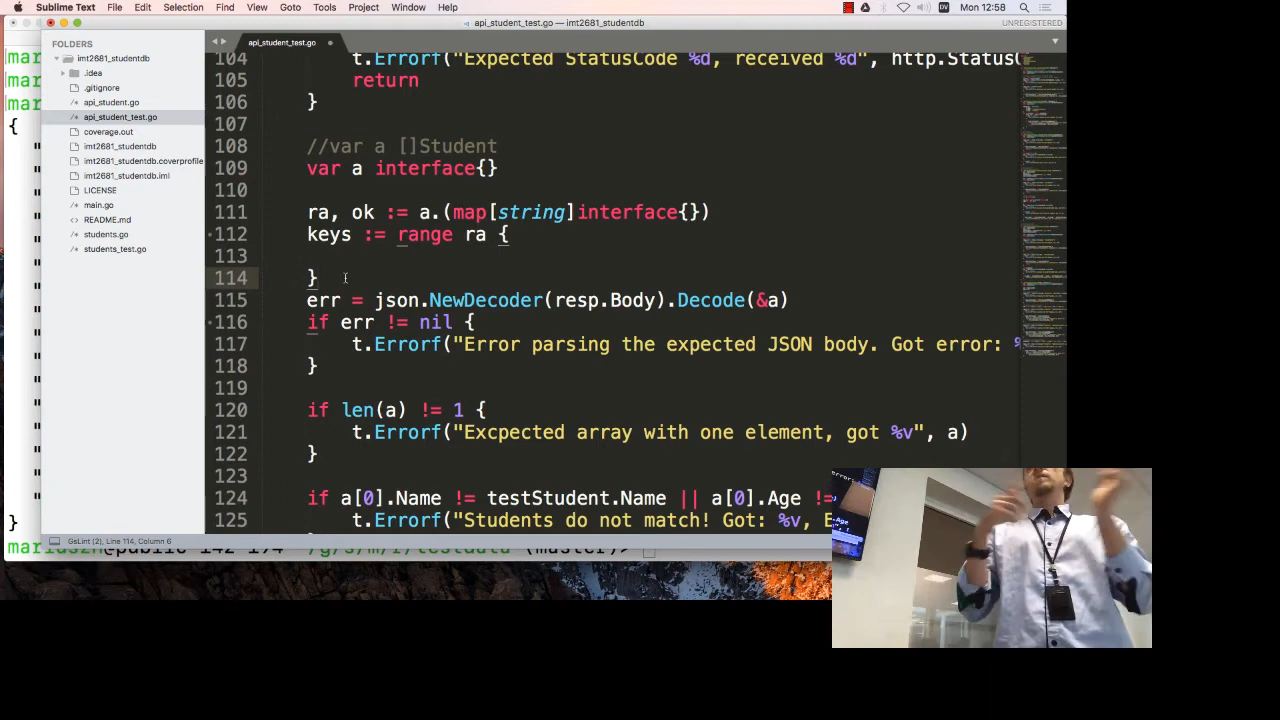 Sublime Text File Edit Selection Find View Goto Tools Project Window Help
Mon 12:58
api_student_test.go — imt2681_studentdb
UNREGISTERED
FOLDERS
imt2681_studentdb
.idea
.gitignore
api_student.go
api_student_test.go
coverage.out
imt2681_studentdb
imt2681_studentdb.coverprofile
imt2681_studentdb.iml
LICENSE
main.go
README.md
students.go
students_test.go
api_student_test.go
104 t.Errorf("Expected StatusCode %d, received %d", http.StatusO
105 return
106 }
107
108 //var a []Student
109 var a interface{}
110
111 ra, ok := a.(map[string]interface{})
112 keys := range ra {
113
114 }
115 err = json.NewDecoder(resp.Body).Decode(&a)
116 if err != nil {
117 t.Errorf("Error parsing the expected JSON body. Got error: %
118 }
119
120 if len(a) != 1 {
121 t.Errorf("Excpected array with one element, got %v", a)
122 }
123
124 if a[0].Name != testStudent.Name || a[0].Age !=
125 t.Errorf("Students do not match! Got: %v, E
GsLint (2), Line 114, Column 6
mar
mar
mar
{
}